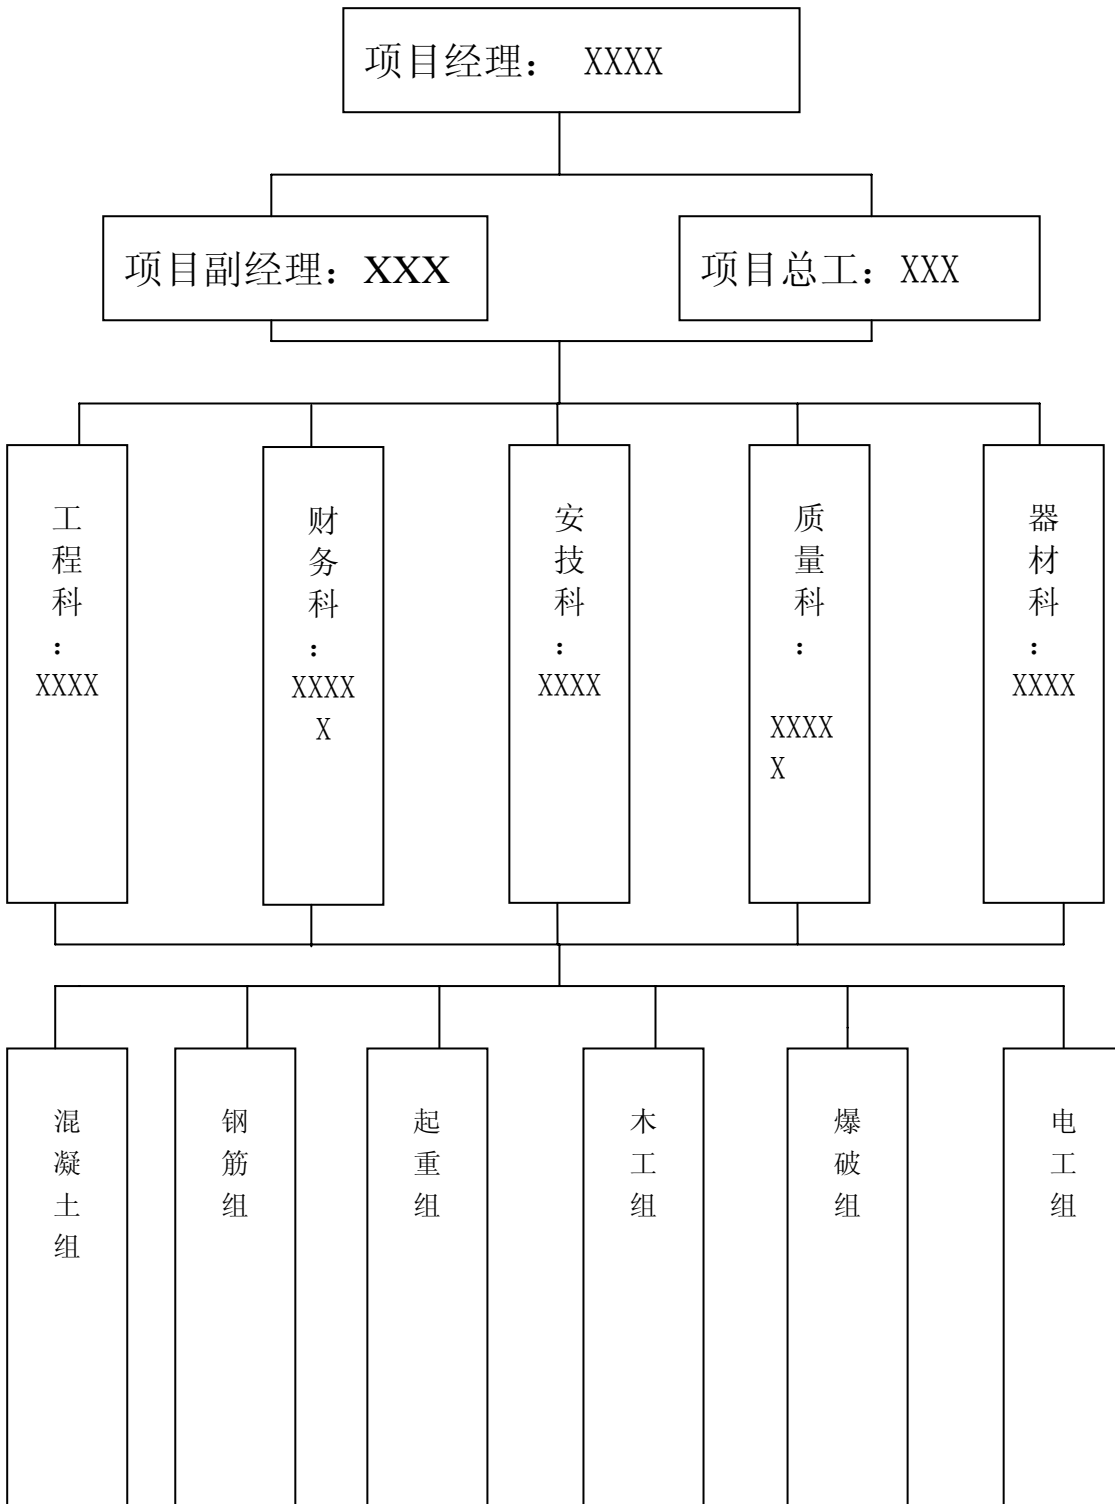 项目经理： XXXX
项目副经理：XXX
项目总工：XXX
工程科：
XXXX
财务科：
XXXX
X
安技科：
XXXX
质量科：
XXXX
X
器材科：
XXXX
混凝土组
钢筋组
起重组
木工组
爆破组
电工组